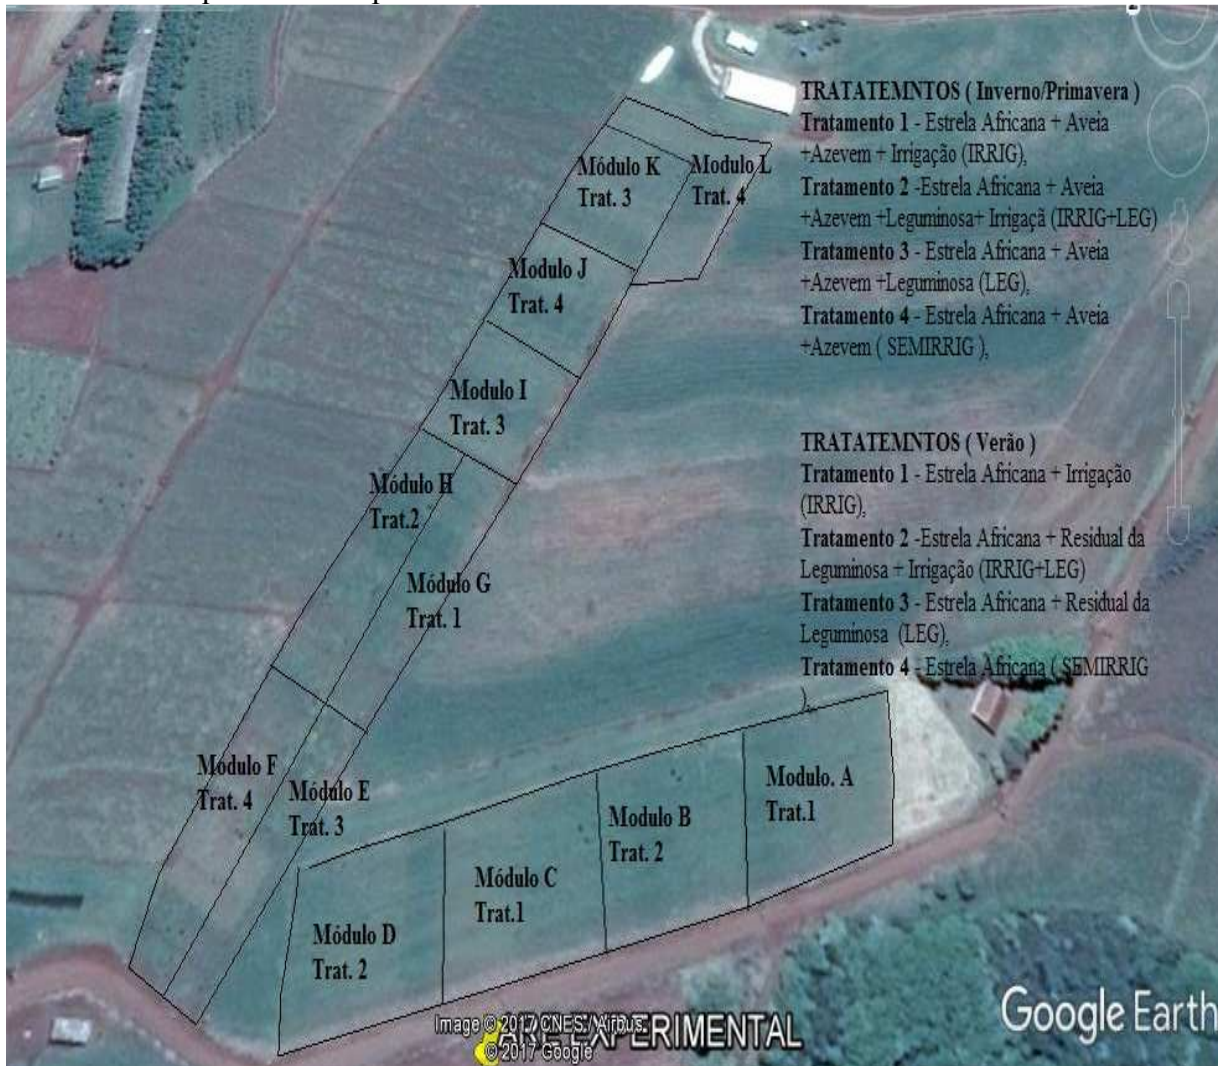 TRATATEMNTOS ( Inverno/Primavera )
Tratamento 1 - Estrela Africana + Aveia
+Azevem + Irrigação (IRRIG),
Tratamento 2 -Estrela Africana + Aveia
+Azevem +Leguminosa+ Irrigaçã (IRRIG+LEG)
Tratamento 3 - Estrela Africana + Aveia
+Azevem +Leguminosa (LEG),
Tratamento 4 - Estrela Africana + Aveia
+Azevem ( SEMIRRIG ),
TRATATEMNTOS ( Verão )
Tratamento 1 - Estrela Africana + Irrigação
(IRRIG),
Tratamento 2 -Estrela Africana + Residual da
Leguminosa + Irrigação (IRRIG+LEG)
Tratamento 3 - Estrela Africana + Residual da
Leguminosa (LEG),
Tratamento 4 - Estrela Africana ( SEMIRRIG
),
Módulo K
Trat. 3
Modulo L
Trat. 4
Modulo J
Trat. 4
Modulo I
Trat. 3
Módulo H
Trat.2
Módulo G
Trat. 1
Módulo F
Trat. 4
Módulo E
Trat. 3
Modulo. A
Trat.1
Modulo B
Trat. 2
Módulo C
Trat.1
Módulo D
Trat. 2
Image © 2017 CNES / Airbus
© 2017 Google
EXPERIMENTAL
Google Earth